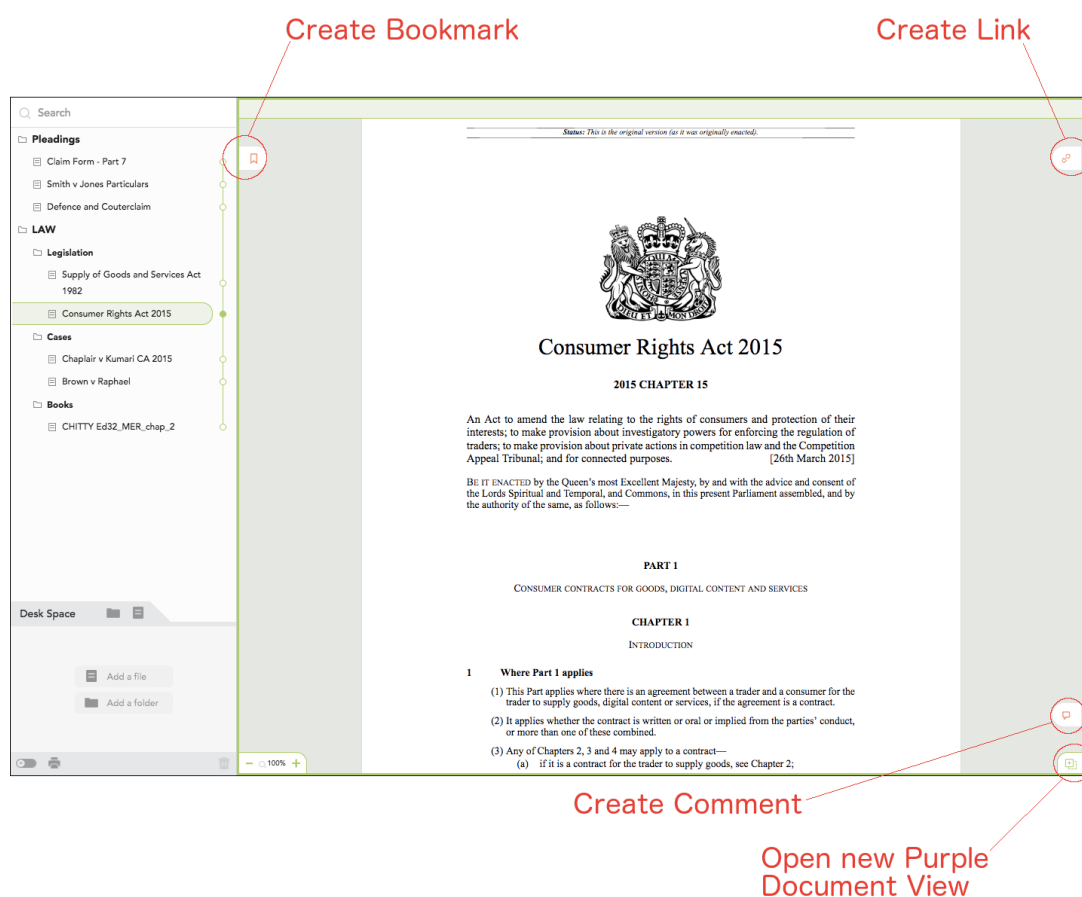 Create Bookmark
Create Link
Search
Pleadings
Claim Form - Part 7
Smith v Jones Particulars
Defence and Couterclaim
LAW
Legislation
Supply of Goods and Services Act
1982
Consumer Rights Act 2015
Cases
Chaplair v Kumari CA 2015
Brown v Raphael
Books
CHITTY Ed32_MER_chap_2
Desk Space
Add a file
Add a folder
Status: This is the original version (as it was originally enacted).
DIEU ET MON DROIT
Consumer Rights Act 2015
2015 CHAPTER 15
An Act to amend the law relating to the rights of consumers and protection of their
interests; to make provision about investigatory powers for enforcing the regulation of
traders; to make provision about private actions in competition law and the Competition
Appeal Tribunal; and for connected purposes. [26th March 2015]
BE IT ENACTED by the Queen's most Excellent Majesty, by and with the advice and consent of
the Lords Spiritual and Temporal, and Commons, in this present Parliament assembled, and by
the authority of the same, as follows:—
PART 1
CONSUMER CONTRACTS FOR GOODS, DIGITAL CONTENT AND SERVICES
CHAPTER 1
INTRODUCTION
1 Where Part 1 applies
(1) This Part applies where there is an agreement between a trader and a consumer for the
trader to supply goods, digital content or services, if the agreement is a contract.
(2) It applies whether the contract is written or oral or implied from the parties' conduct,
or more than one of these combined.
(3) Any of Chapters 2, 3 and 4 may apply to a contract—
(a) if it is a contract for the trader to supply goods, see Chapter 2;
100%
Create Comment
Open new Purple
Document View